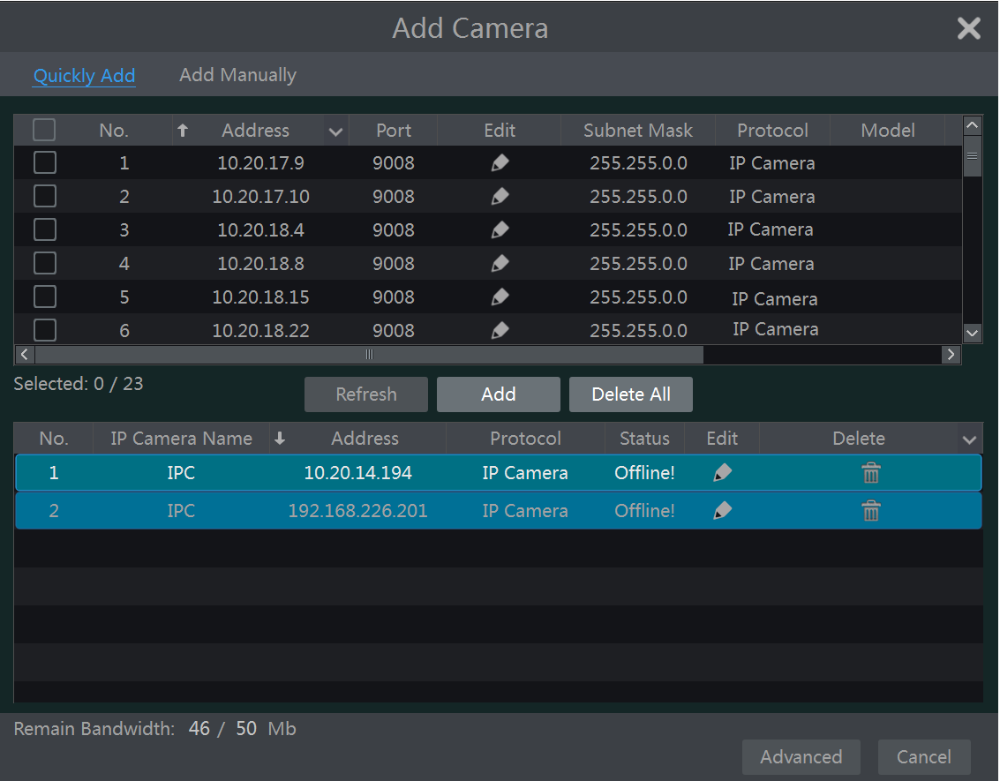 Add Camera
Quickly Add Add Manually
No. Address Port Edit Subnet Mask Protocol Model
1 10.20.17.9 9008 255.255.0.0 IP Camera
2 10.20.17.10 9008 255.255.0.0 IP Camera
3 10.20.18.4 9008 255.255.0.0 IP Camera
4 10.20.18.8 9008 255.255.0.0 IP Camera
5 10.20.18.15 9008 255.255.0.0 IP Camera
6 10.20.18.22 9008 255.255.0.0 IP Camera
Selected: 0 / 23
Refresh Add Delete All
No. IP Camera Name Address Protocol Status Edit Delete
1 IPC 10.20.14.194 IP Camera Offline!
2 IPC 192.168.226.201 IP Camera Offline!
Remain Bandwidth: 46 / 50 Mb
Advanced Cancel